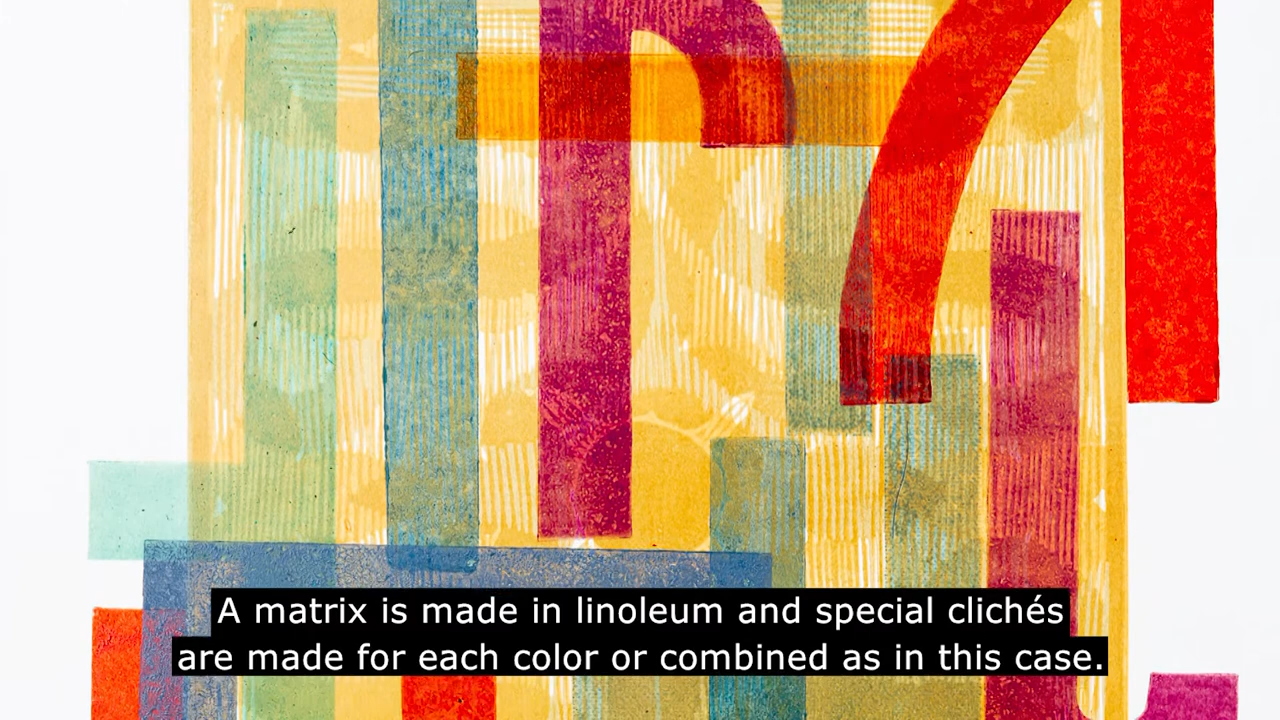 A matrix is made in linoleum and special clichés
are made for each color or combined as in this case.